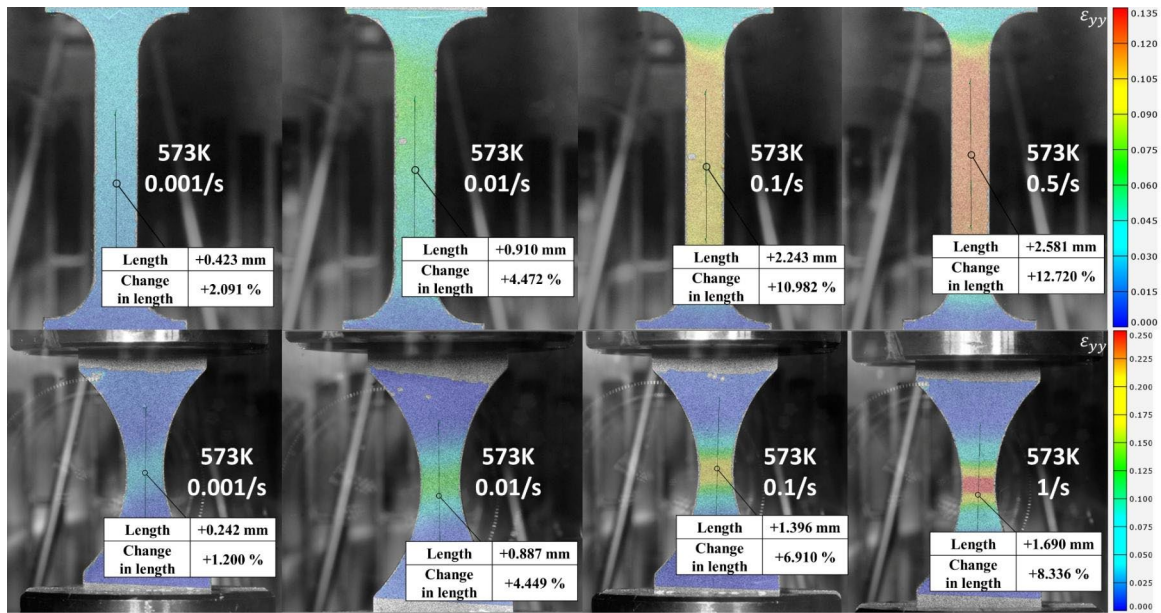 εyy
573K
0.001/s
Length +0.423 mm
Change in length +2.091 %
573K
0.01/s
Length +0.910 mm
Change in length +4.472 %
573K
0.1/s
Length +2.243 mm
Change in length +10.982 %
573K
0.5/s
Length +2.581 mm
Change in length +12.720 %
0.135
0.120
0.105
0.090
0.075
0.060
0.045
0.030
0.015
0.000
εyy
573K
0.001/s
Length +0.242 mm
Change in length +1.200 %
573K
0.01/s
Length +0.887 mm
Change in length +4.449 %
573K
0.1/s
Length +1.396 mm
Change in length +6.910 %
573K
1/s
Length +1.690 mm
Change in length +8.336 %
0.250
0.225
0.200
0.175
0.150
0.125
0.100
0.075
0.050
0.025
0.000